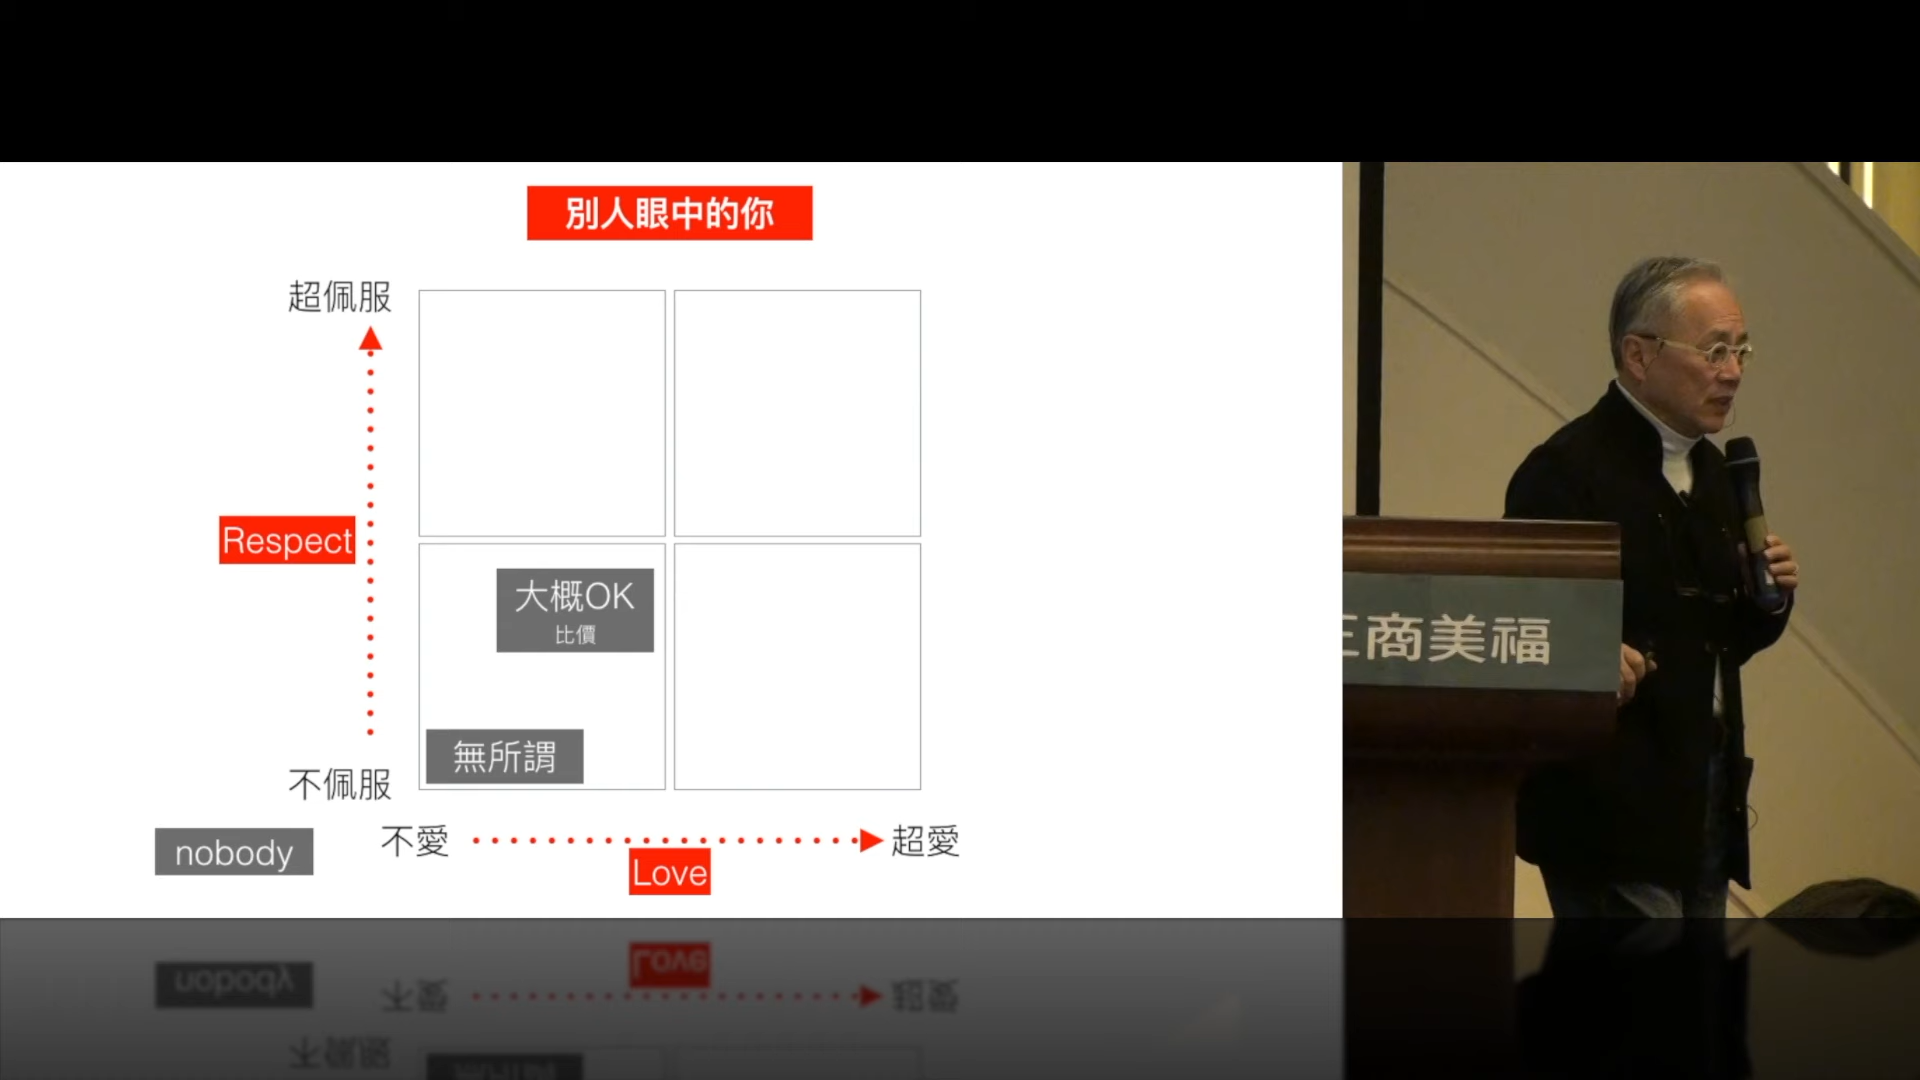 別人眼中的你
超佩服
Respect
大概OK
比價
無所謂
不佩服
nobody
不愛
超愛
Love
三商美福